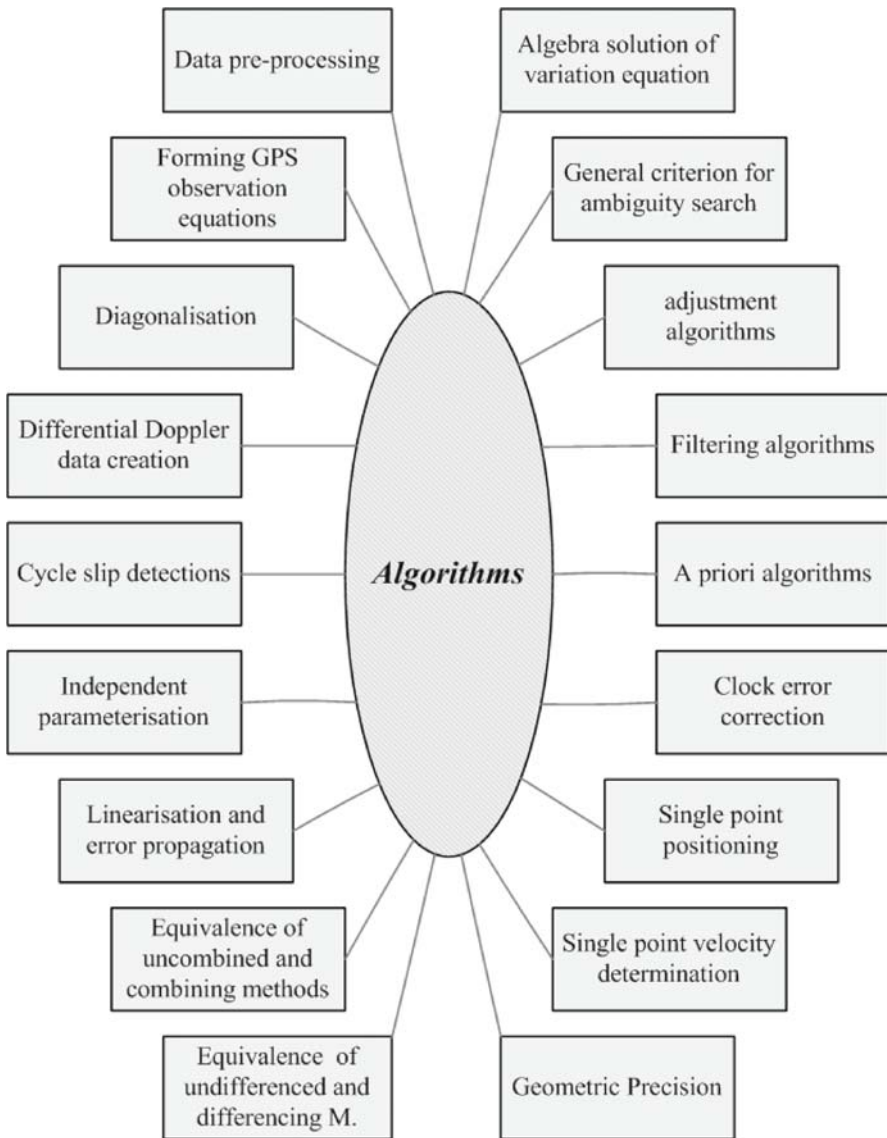 Data pre-processing
Algebra solution of
variation equation
Forming GPS
observation
equations
General criterion for
ambiguity search
Diagonalisation
adjustment
algorithms
Differential Doppler
data creation
Filtering algorithms
Cycle slip detections
Algorithms
A priori algorithms
Independent
parameterisation
Clock error
correction
Linearisation and
error propagation
Single point
positioning
Equivalence of
uncombined and
combining methods
Single point velocity
determination
Equivalence of
undifferenced and
differencing M.
Geometric Precision